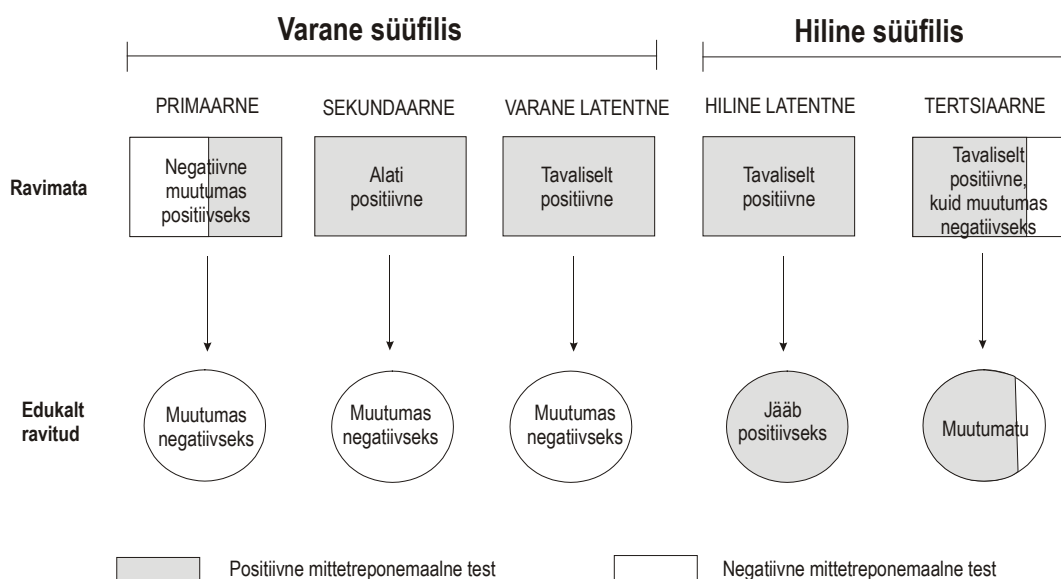 Varane süüfilis
Hiline süüfilis
PRIMAARNE
SEKUNDAARNE
VARANE LATENTNE
HILINE LATENTNE
TERTSIAARNE
Ravimata
Negatiivne
muutumas
positiivseks
Alati
positiivne
Tavaliselt
positiivne
Tavaliselt
positiivne
Tavaliselt
positiivne,
kuid muutumas
negatiivseks
Edukalt
ravitud
Muutumas
negatiivseks
Muutumas
negatiivseks
Muutumas
negatiivseks
Jääb
positiivseks
Muutumatu
Positiivne mittetreponemaalne test
Negatiivne mittetreponemaalne test